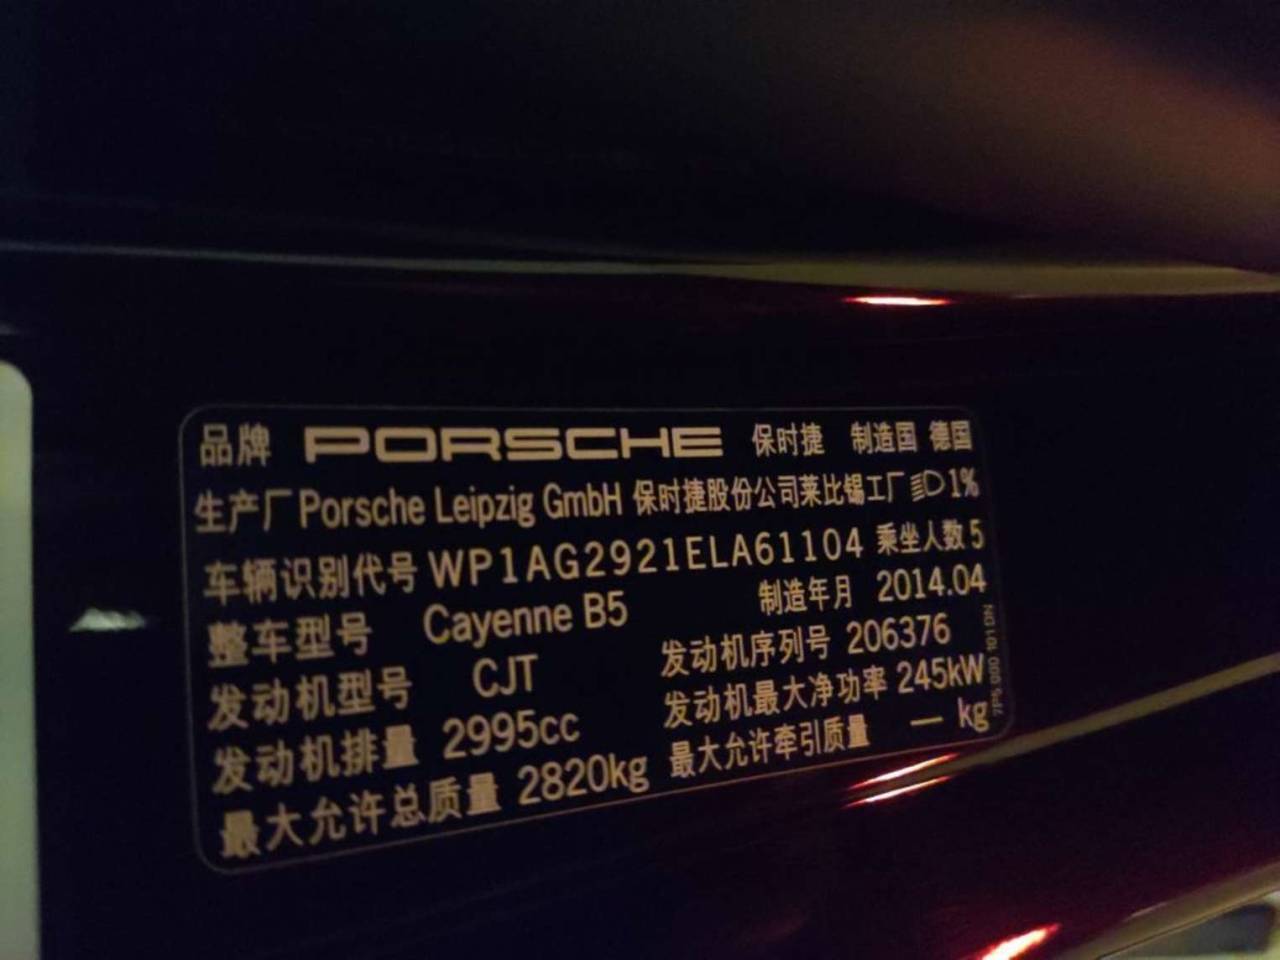 品牌 PORSCHE 保时捷 制造国 德国
生产厂 Porsche Leipzig GmbH 保时捷股份公司莱比锡工厂 1%
车辆识别代号 WP1AG2921ELA61104 乘坐人数 5
整车型号 Cayenne B5 制造年月 2014.04
发动机型号 CJT 发动机序列号 206376
发动机排量 2995cc 发动机最大净功率 245kW
最大允许总质量 2820kg 最大允许牵引质量 — kg
7P5 000 101 DN